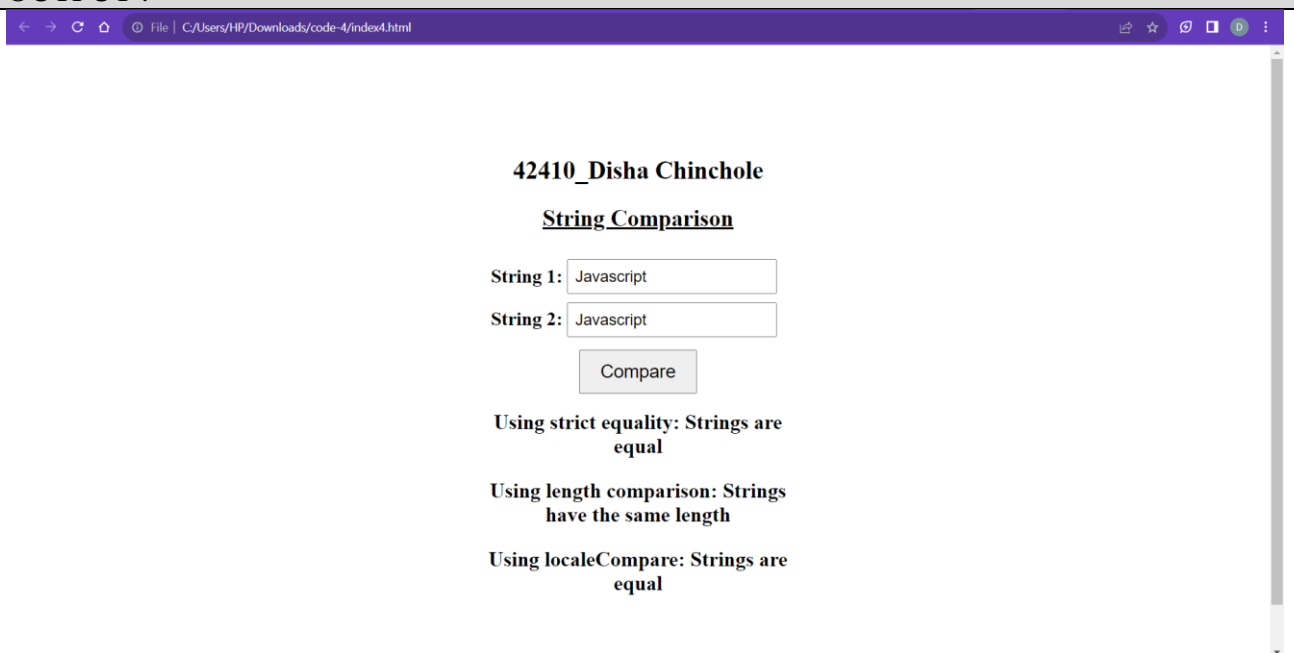 File | C:/Users/HP/Downloads/code-4/index4.html
D
42410_Disha Chinchole
String Comparison
String 1: Javascript
String 2: Javascript
Compare
Using strict equality: Strings are
equal
Using length comparison: Strings
have the same length
Using localeCompare: Strings are
equal